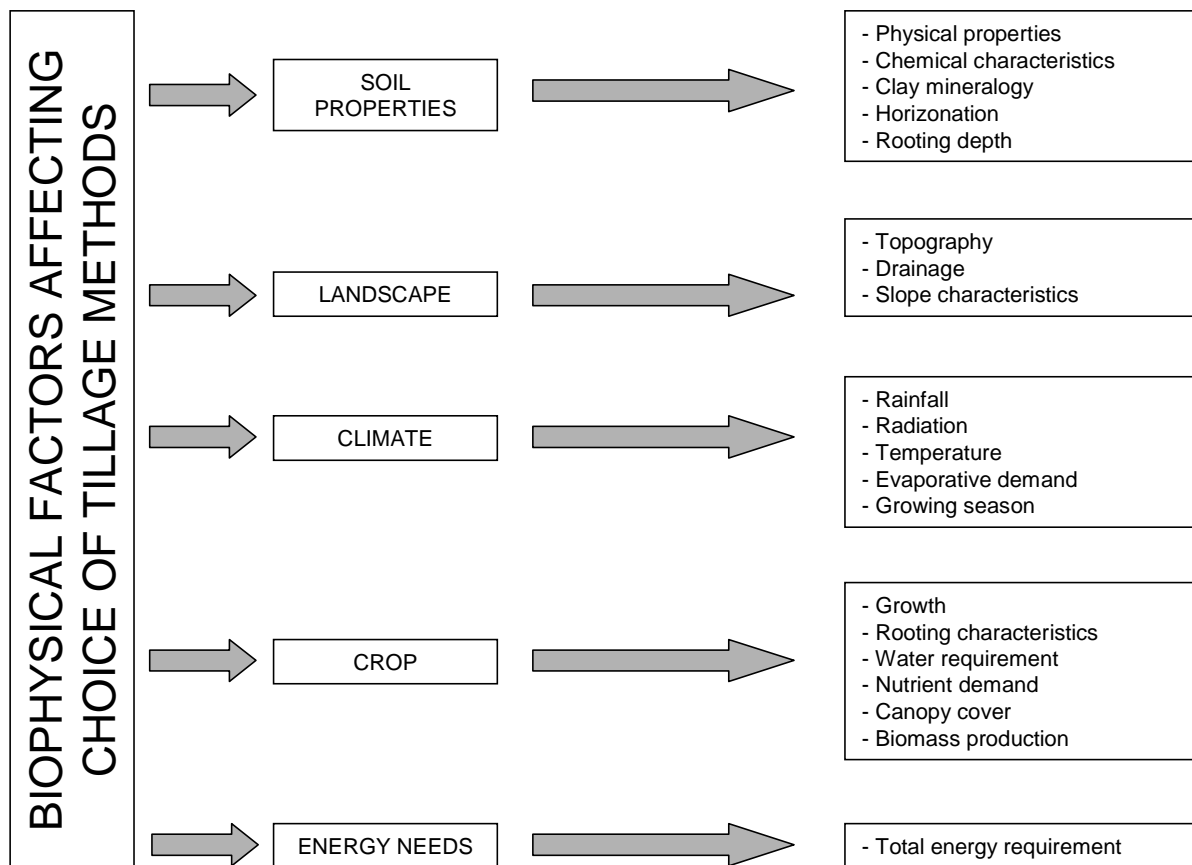 BIOPHYSICAL FACTORS AFFECTING
CHOICE OF TILLAGE METHODS
SOIL
PROPERTIES
- Physical properties
- Chemical characteristics
- Clay mineralogy
- Horizonation
- Rooting depth
LANDSCAPE
- Topography
- Drainage
- Slope characteristics
CLIMATE
- Rainfall
- Radiation
- Temperature
- Evaporative demand
- Growing season
CROP
- Growth
- Rooting characteristics
- Water requirement
- Nutrient demand
- Canopy cover
- Biomass production
ENERGY NEEDS
- Total energy requirement